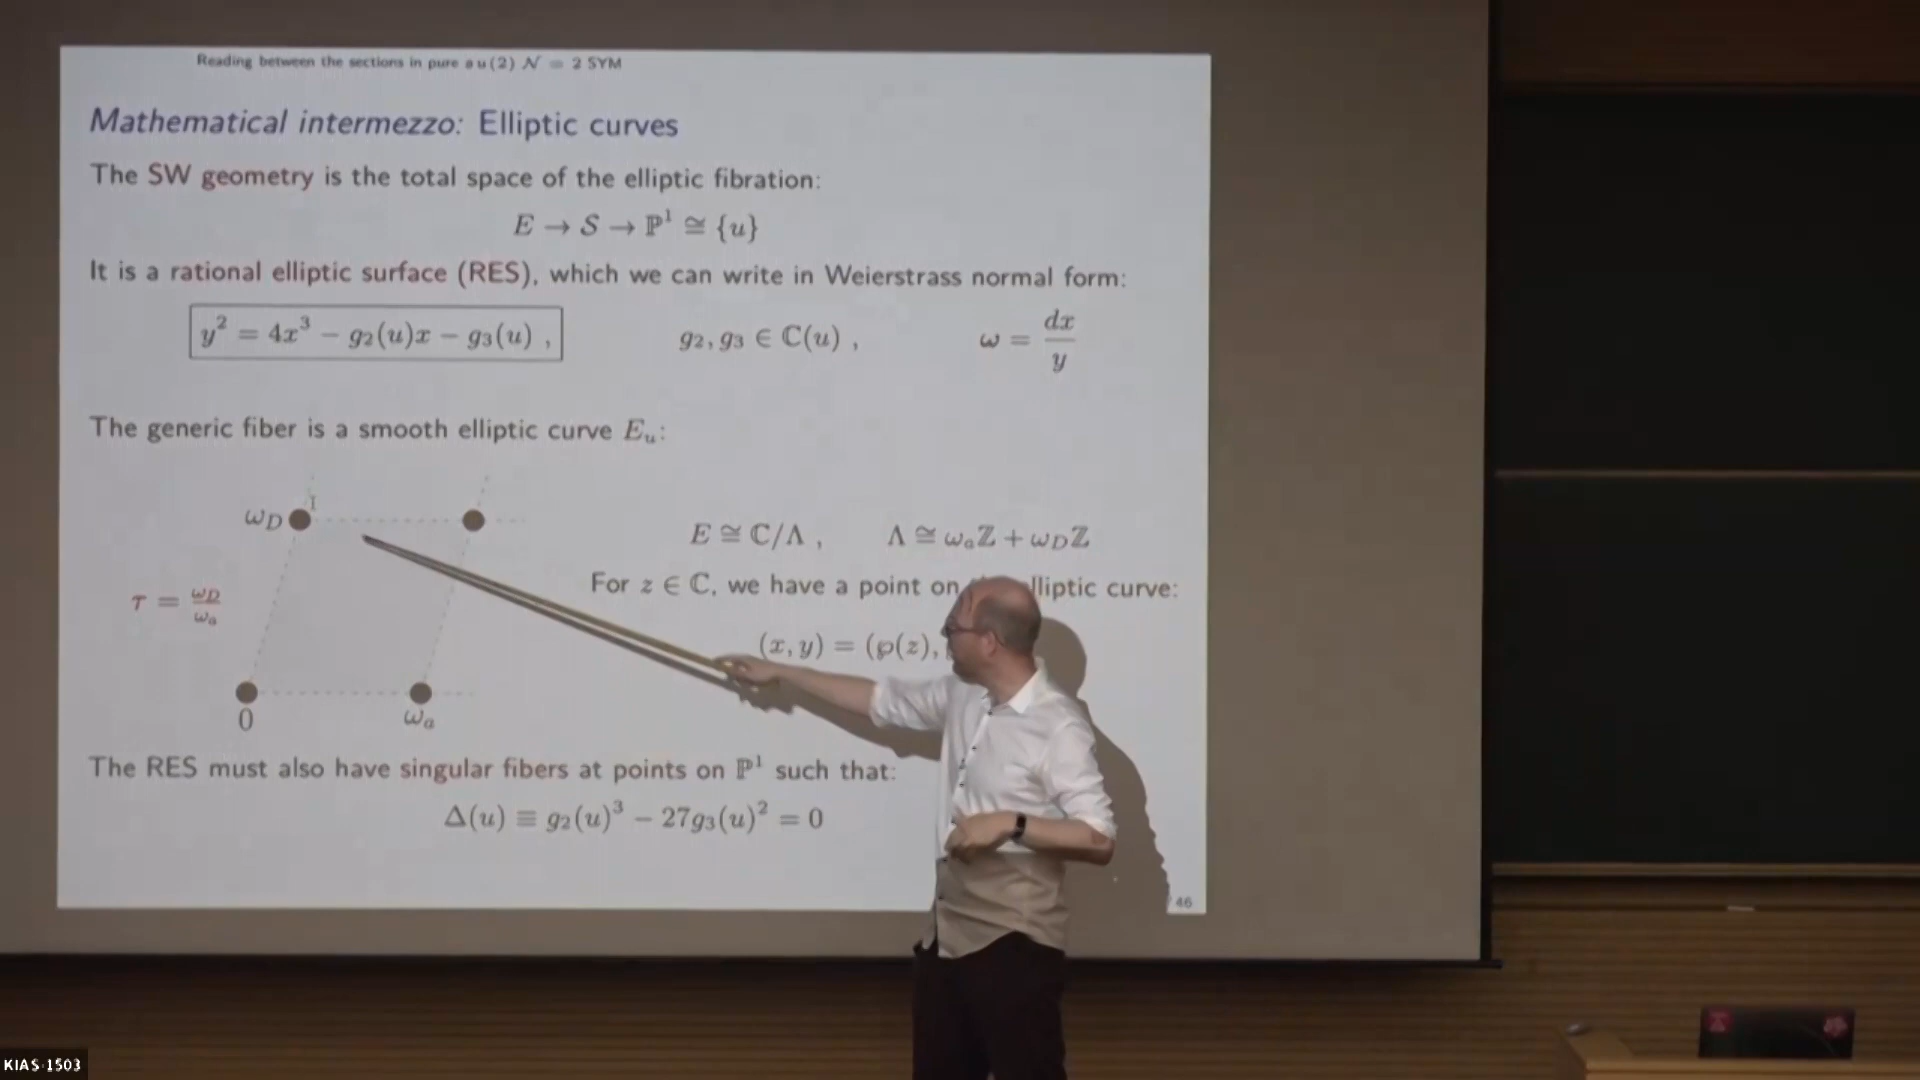 Reading between the sections in pure su(2) N = 2 SYM
Mathematical intermezzo: Elliptic curves
The SW geometry is the total space of the elliptic fibration:
E → S → ℙ¹ ≅ {u}
It is a rational elliptic surface (RES), which we can write in Weierstrass normal form:
y² = 4x³ − g₂(u)x − g₃(u) , g₂, g₃ ∈ ℂ(u) , ω = dx/y
The generic fiber is a smooth elliptic curve Eᵤ:
ω_D
E ≅ ℂ/Λ , Λ ≅ ω_aℤ + ω_Dℤ
For z ∈ ℂ, we have a point on lliptic curve:
τ = ω_D/ω_a
(x, y) = (℘(z),
0 ω_a
The RES must also have singular fibers at points on ℙ¹ such that:
Δ(u) ≡ g₂(u)³ − 27g₃(u)² = 0
/ 46
KIAS-1503